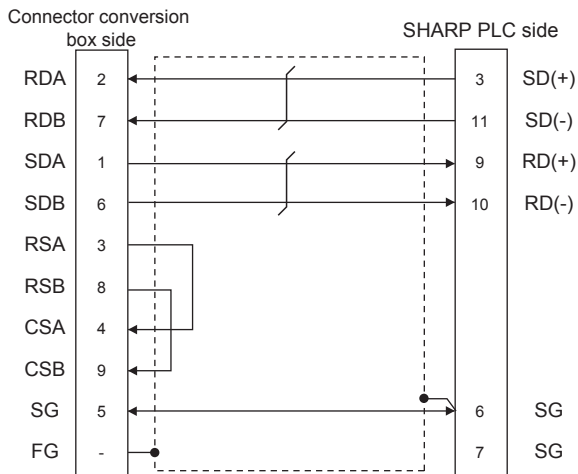 Connector conversion
box side
SHARP PLC side
RDA 2 3 SD(+)
RDB 7 11 SD(-)
SDA 1 9 RD(+)
SDB 6 10 RD(-)
RSA 3
RSB 8
CSA 4
CSB 9
SG 5 6 SG
FG - 7 SG